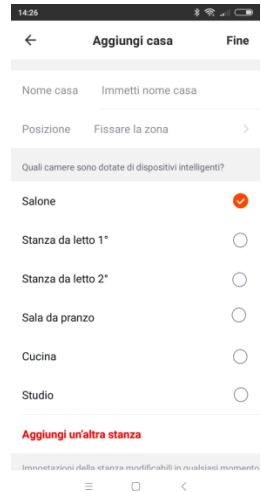 14:26
Aggiungi casa Fine
Nome casa Immetti nome casa
Posizione Fissare la zona
Quali camere sono dotate di dispositivi intelligenti?
Salone
Stanza da letto 1°
Stanza da letto 2°
Sala da pranzo
Cucina
Studio
Aggiungi un'altra stanza
Impostazioni della stanza modificabili in qualsiasi momento